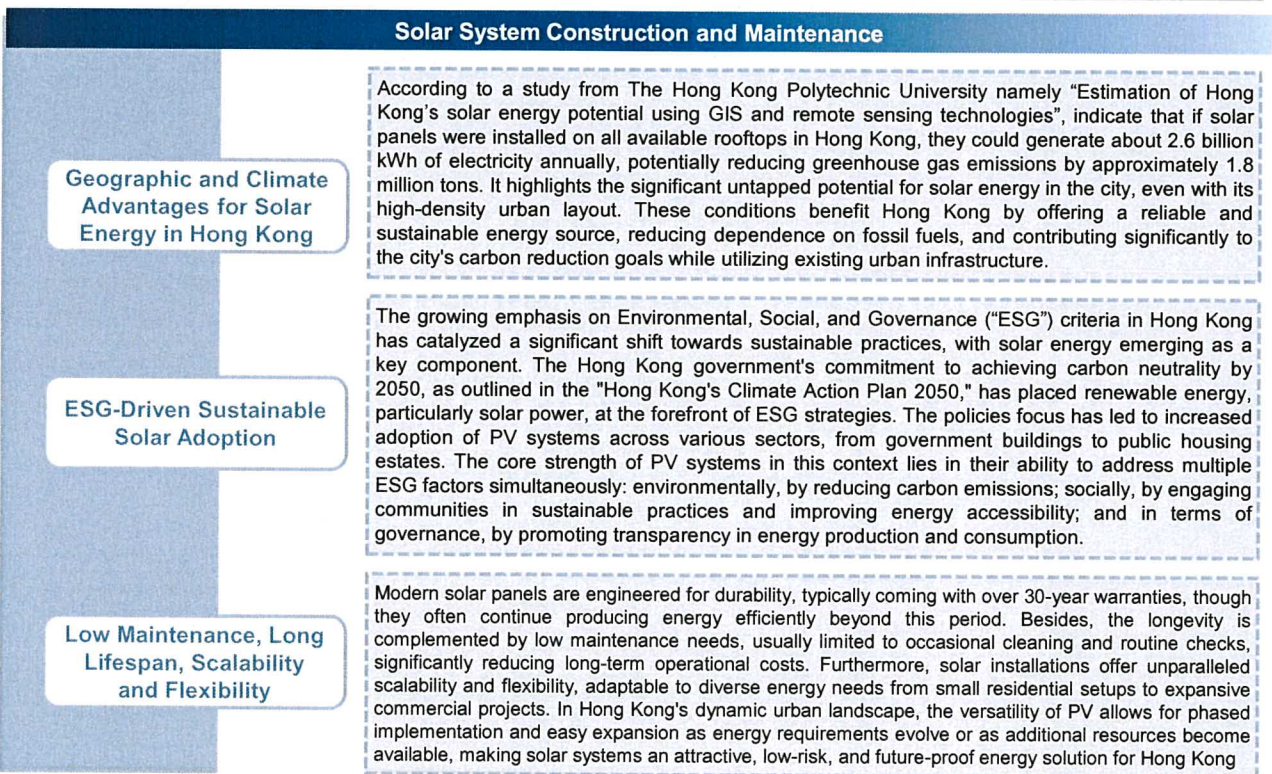 Solar System Construction and Maintenance
Geographic and Climate
Advantages for Solar
Energy in Hong Kong
According to a study from The Hong Kong Polytechnic University namely “Estimation of Hong
Kong’s solar energy potential using GIS and remote sensing technologies”, indicate that if solar
panels were installed on all available rooftops in Hong Kong, they could generate about 2.6 billion
kWh of electricity annually, potentially reducing greenhouse gas emissions by approximately 1.8
million tons. It highlights the significant untapped potential for solar energy in the city, even with its
high-density urban layout. These conditions benefit Hong Kong by offering a reliable and
sustainable energy source, reducing dependence on fossil fuels, and contributing significantly to
the city's carbon reduction goals while utilizing existing urban infrastructure.
ESG-Driven Sustainable
Solar Adoption
The growing emphasis on Environmental, Social, and Governance (“ESG”) criteria in Hong Kong
has catalyzed a significant shift towards sustainable practices, with solar energy emerging as a
key component. The Hong Kong government's commitment to achieving carbon neutrality by
2050, as outlined in the "Hong Kong's Climate Action Plan 2050," has placed renewable energy,
particularly solar power, at the forefront of ESG strategies. The policies focus has led to increased
adoption of PV systems across various sectors, from government buildings to public housing
estates. The core strength of PV systems in this context lies in their ability to address multiple
ESG factors simultaneously: environmentally, by reducing carbon emissions; socially, by engaging
communities in sustainable practices and improving energy accessibility; and in terms of
governance, by promoting transparency in energy production and consumption.
Low Maintenance, Long
Lifespan, Scalability
and Flexibility
Modern solar panels are engineered for durability, typically coming with over 30-year warranties, though
they often continue producing energy efficiently beyond this period. Besides, the longevity is
complemented by low maintenance needs, usually limited to occasional cleaning and routine checks,
significantly reducing long-term operational costs. Furthermore, solar installations offer unparalleled
scalability and flexibility, adaptable to diverse energy needs from small residential setups to expansive
commercial projects. In Hong Kong's dynamic urban landscape, the versatility of PV allows for phased
implementation and easy expansion as energy requirements evolve or as additional resources become
available, making solar systems an attractive, low-risk, and future-proof energy solution for Hong Kong